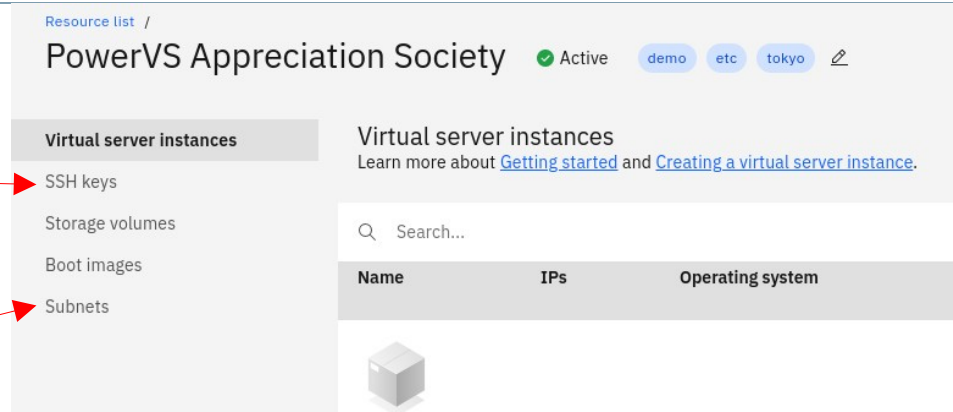 Resource list /
PowerVS Appreciation Society Active demo etc tokyo
Virtual server instances
SSH keys
Storage volumes
Boot images
Subnets
Virtual server instances
Learn more about Getting started and Creating a virtual server instance.
Search...
Name IPs Operating system